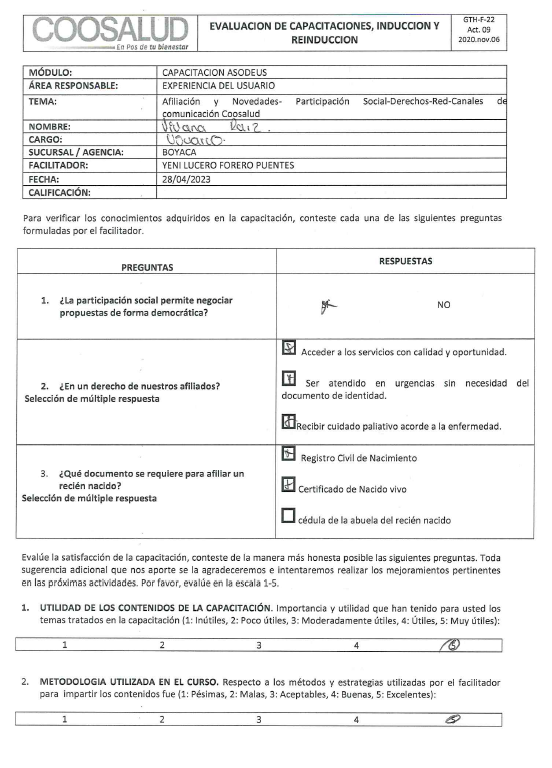 COOSALUD
En Pos de tu bienestar
EVALUACION DE CAPACITACIONES, INDUCCION Y
REINDUCCION
GTH-F-22
Act. 09
2020.nov.06
MÓDULO: CAPACITACION ASODEUS
ÁREA RESPONSABLE: EXPERIENCIA DEL USUARIO
TEMA: Afiliación y Novedades- Participación Social-Derechos-Red-Canales de
comunicación Coosalud
NOMBRE: Viviana
CARGO: Usuario.
SUCURSAL / AGENCIA: BOYACA
FACILITADOR: YENI LUCERO FORERO PUENTES
FECHA: 28/04/2023
CALIFICACIÓN:
Para verificar los conocimientos adquiridos en la capacitación, conteste cada una de las siguientes preguntas
formuladas por el facilitador.
PREGUNTAS RESPUESTAS
1. ¿La participación social permite negociar
propuestas de forma democrática?
NO
2. ¿En un derecho de nuestros afiliados?
Selección de múltiple respuesta
Acceder a los servicios con calidad y oportunidad.
Ser atendido en urgencias sin necesidad del
documento de identidad.
Recibir cuidado paliativo acorde a la enfermedad.
3. ¿Qué documento se requiere para afiliar un
recién nacido?
Selección de múltiple respuesta
Registro Civil de Nacimiento
Certificado de Nacido vivo
cédula de la abuela del recién nacido
Evalúe la satisfacción de la capacitación, conteste de la manera más honesta posible las siguientes preguntas. Toda
sugerencia adicional que nos aporte se la agradeceremos e intentaremos realizar los mejoramientos pertinentes
en las próximas actividades. Por favor, evalúe en la escala 1-5.
1. UTILIDAD DE LOS CONTENIDOS DE LA CAPACITACIÓN. Importancia y utilidad que han tenido para usted los
temas tratados en la capacitación (1: Inútiles, 2: Poco útiles, 3: Moderadamente útiles, 4: Útiles, 5: Muy útiles):
1 2 3 4 5
2. METODOLOGIA UTILIZADA EN EL CURSO. Respecto a los métodos y estrategias utilizadas por el facilitador
para impartir los contenidos fue (1: Pésimas, 2: Malas, 3: Aceptables, 4: Buenas, 5: Excelentes):
1 2 3 4 5